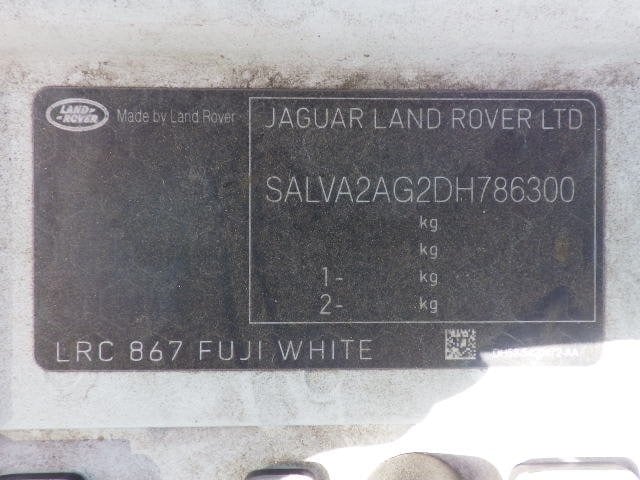 LAND-
-ROVER
Made by Land Rover
JAGUAR LAND ROVER LTD
SALVA2AG2DH786300
kg
kg
1- kg
2- kg
LRC 867 FUJI WHITE